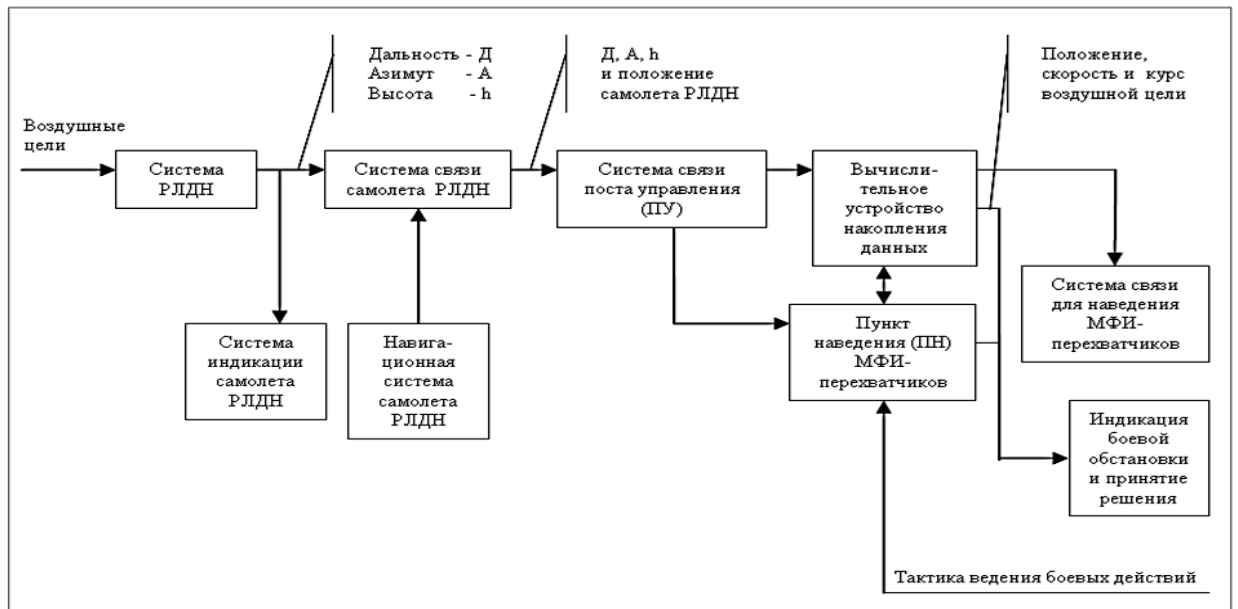 Дальность - Д
Азимут - А
Высота - h
Д, А, h
и положение
самолета РЛДН
Положение,
скорость и курс
воздушной цели
Воздушные
цели
Система
РЛДН
Система связи
самолета РЛДН
Система связи
поста управления
(ПУ)
Вычисли-
тельное
устройство
накопления
данных
Система связи
для наведения
МФИ-
перехватчиков
Система
индикации
самолета
РЛДН
Навига-
ционная
система
самолета
РЛДН
Пункт
наведения (ПН)
МФИ-
перехватчиков
Индикация
боевой
обстановки
и принятие
решения
Тактика ведения боевых действий